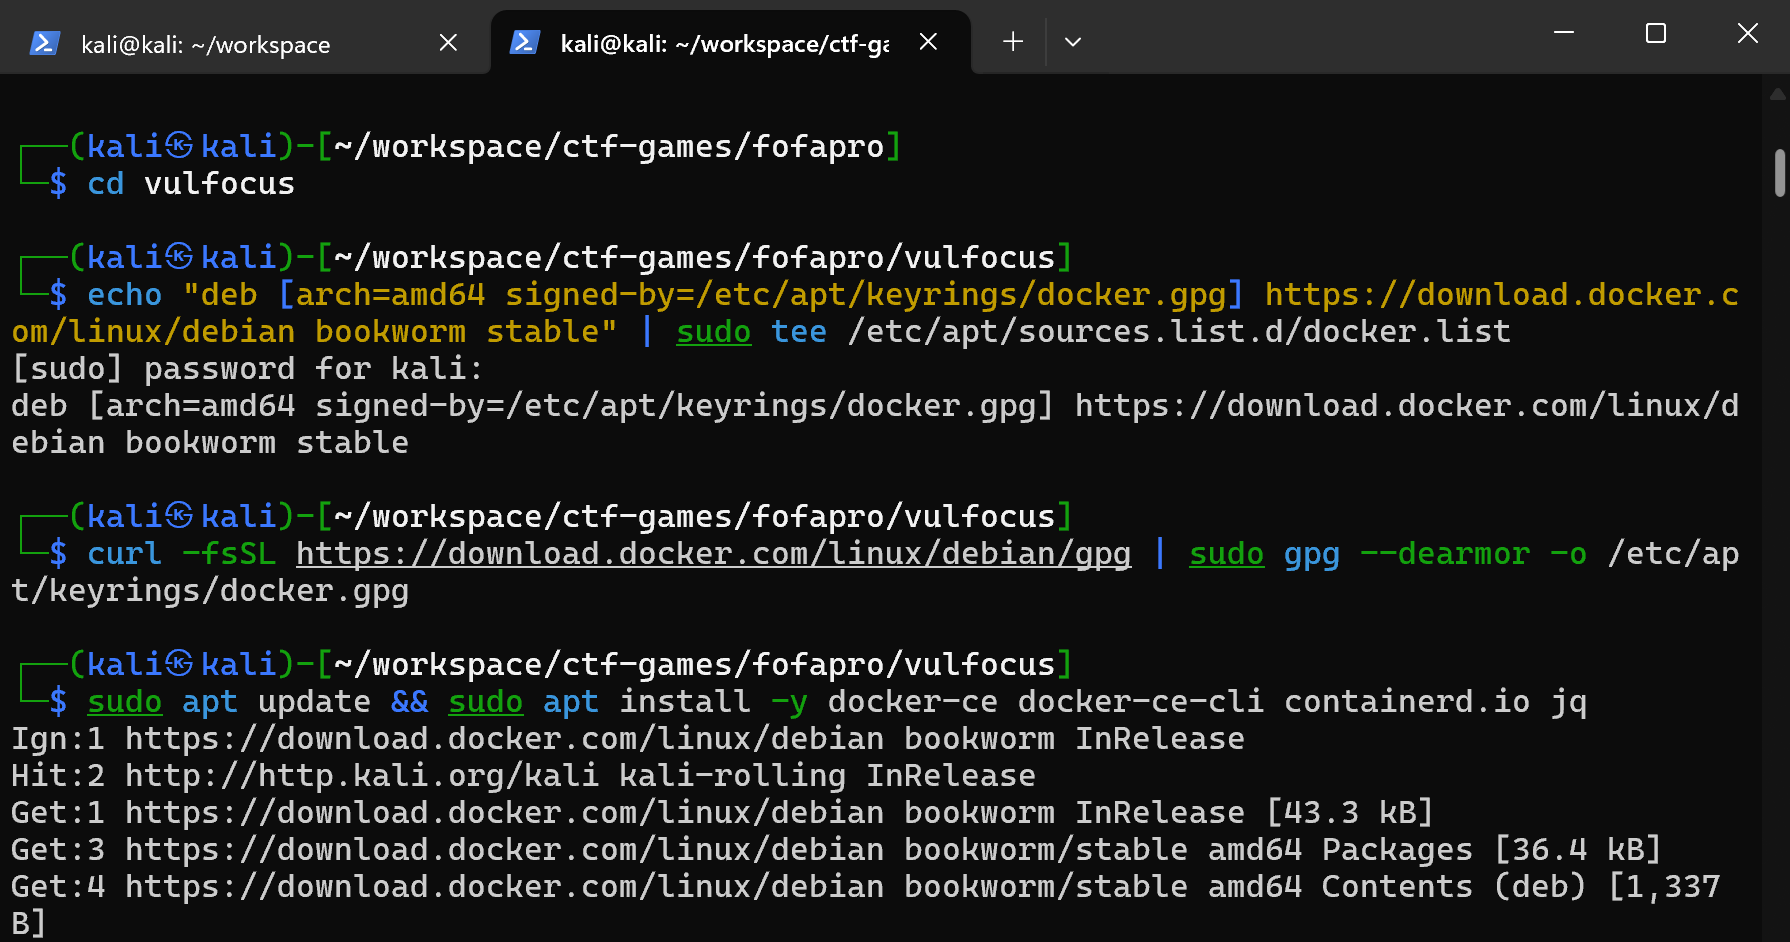 kali@kali: ~/workspace
kali@kali: ~/workspace/ctf-ga
(kali㉿kali)-[~/workspace/ctf-games/fofapro]
$ cd vulfocus
(kali㉿kali)-[~/workspace/ctf-games/fofapro/vulfocus]
$ echo "deb [arch=amd64 signed-by=/etc/apt/keyrings/docker.gpg] https://download.docker.c
om/linux/debian bookworm stable" | sudo tee /etc/apt/sources.list.d/docker.list
[sudo] password for kali:
deb [arch=amd64 signed-by=/etc/apt/keyrings/docker.gpg] https://download.docker.com/linux/d
ebian bookworm stable
(kali㉿kali)-[~/workspace/ctf-games/fofapro/vulfocus]
$ curl -fsSL https://download.docker.com/linux/debian/gpg | sudo gpg --dearmor -o /etc/ap
t/keyrings/docker.gpg
(kali㉿kali)-[~/workspace/ctf-games/fofapro/vulfocus]
$ sudo apt update && sudo apt install -y docker-ce docker-ce-cli containerd.io jq
Ign:1 https://download.docker.com/linux/debian bookworm InRelease
Hit:2 http://http.kali.org/kali kali-rolling InRelease
Get:1 https://download.docker.com/linux/debian bookworm InRelease [43.3 kB]
Get:3 https://download.docker.com/linux/debian bookworm/stable amd64 Packages [36.4 kB]
Get:4 https://download.docker.com/linux/debian bookworm/stable amd64 Contents (deb) [1,337
B]